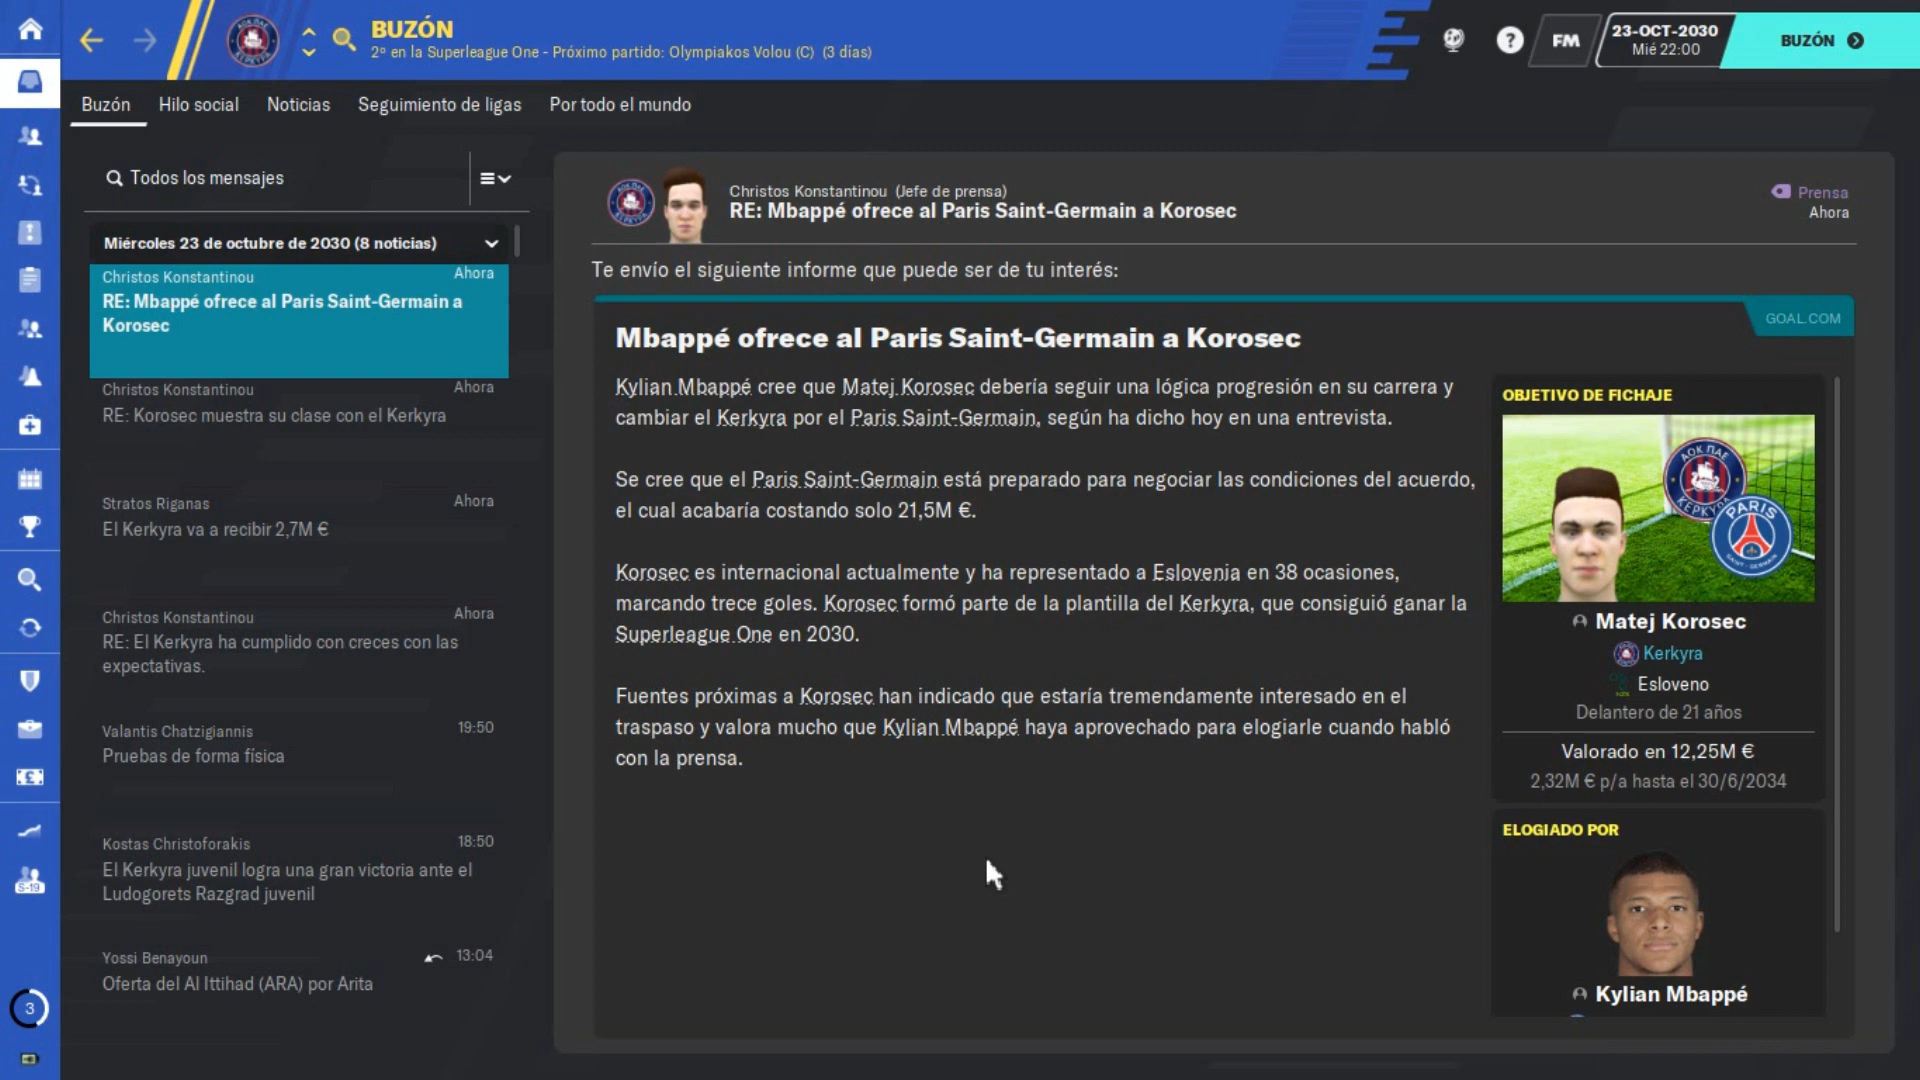 BUZÓN
2º en la Superleague One - Próximo partido: Olympiakos Volou (C) (3 días)
?
FM
23-OCT-2030
Mié 22:00
BUZÓN
Buzón
Hilo social
Noticias
Seguimiento de ligas
Por todo el mundo
Todos los mensajes
Miércoles 23 de octubre de 2030 (8 noticias)
Christos Konstantinou
Ahora
RE: Mbappé ofrece al Paris Saint-Germain a
Korosec
Christos Konstantinou
Ahora
RE: Korosec muestra su clase con el Kerkyra
Stratos Riganas
Ahora
El Kerkyra va a recibir 2,7M €
Christos Konstantinou
Ahora
RE: El Kerkyra ha cumplido con creces con las
expectativas.
Valantis Chatzigiannis
19:50
Pruebas de forma física
Kostas Christoforakis
18:50
El Kerkyra juvenil logra una gran victoria ante el
Ludogorets Razgrad juvenil
Yossi Benayoun
13:04
Oferta del Al Ittihad (ARA) por Arita
S-19
3
Christos Konstantinou (Jefe de prensa)
RE: Mbappé ofrece al Paris Saint-Germain a Korosec
Prensa
Ahora
Te envío el siguiente informe que puede ser de tu interés:
GOAL.COM
Mbappé ofrece al Paris Saint-Germain a Korosec
Kylian Mbappé cree que Matej Korosec debería seguir una lógica progresión en su carrera y
cambiar el Kerkyra por el Paris Saint-Germain, según ha dicho hoy en una entrevista.
Se cree que el Paris Saint-Germain está preparado para negociar las condiciones del acuerdo,
el cual acabaría costando solo 21,5M €.
Korosec es internacional actualmente y ha representado a Eslovenia en 38 ocasiones,
marcando trece goles. Korosec formó parte de la plantilla del Kerkyra, que consiguió ganar la
Superleague One en 2030.
Fuentes próximas a Korosec han indicado que estaría tremendamente interesado en el
traspaso y valora mucho que Kylian Mbappé haya aprovechado para elogiarle cuando habló
con la prensa.
OBJETIVO DE FICHAJE
ΑΟΚ ΠΑΕ
ΚΕΡΚΥΡΑ
PARIS
Matej Korosec
Kerkyra
Esloveno
Delantero de 21 años
Valorado en 12,25M €
2,32M € p/a hasta el 30/6/2034
ELOGIADO POR
Kylian Mbappé